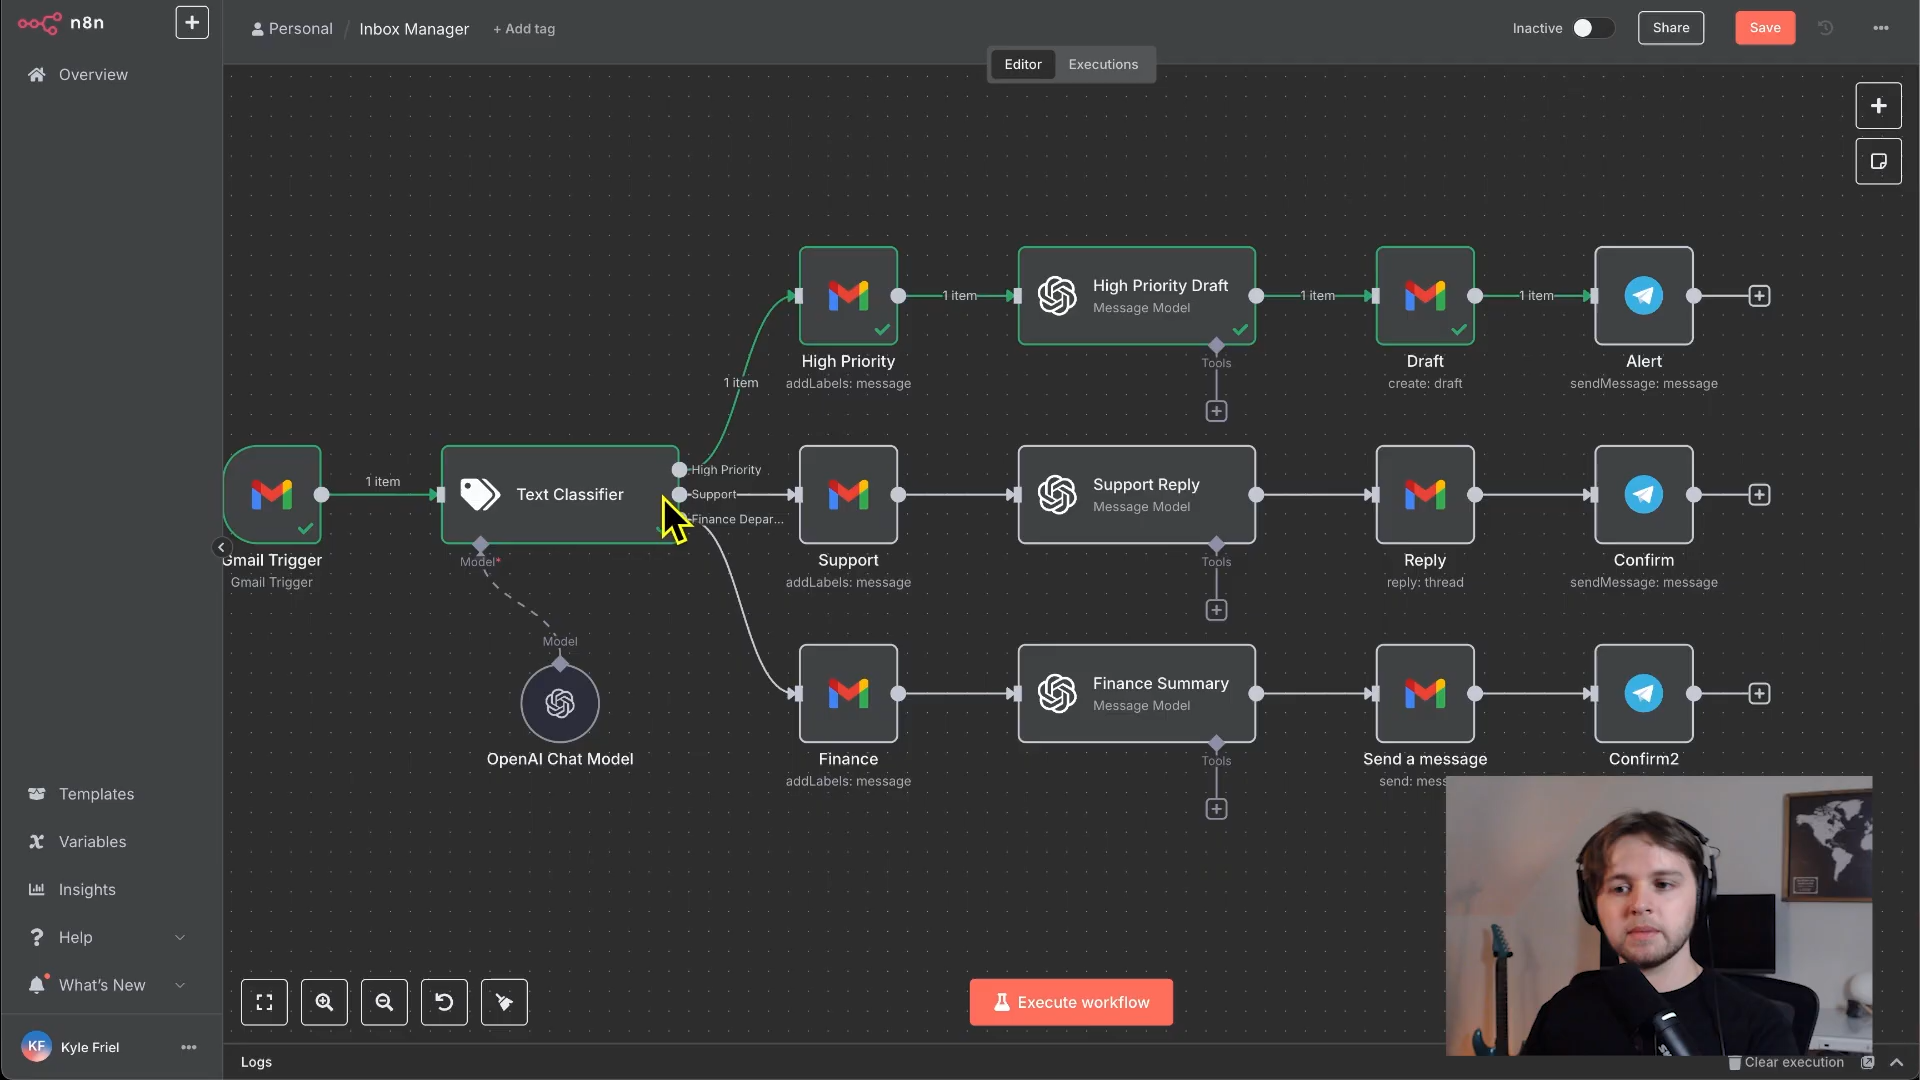 n8n
Personal / Inbox Manager + Add tag
Inactive
Share
Save
Editor Executions
Overview
1 item
1 item
1 item
High Priority Draft
Message Model
High Priority
addLabels: message
Tools
Draft
create: draft
Alert
sendMessage: message
1 item
1 item
Text Classifier
High Priority
Support
Finance Depar...
Gmail Trigger
Gmail Trigger
Model*
Support
addLabels: message
Support Reply
Message Model
Tools
Reply
reply: thread
Confirm
sendMessage: message
Model
OpenAI Chat Model
Finance
addLabels: message
Finance Summary
Message Model
Tools
Send a message
send: mess
Confirm2
Templates
Variables
Insights
Help
What's New
KF Kyle Friel
Execute workflow
Logs
Clear execution